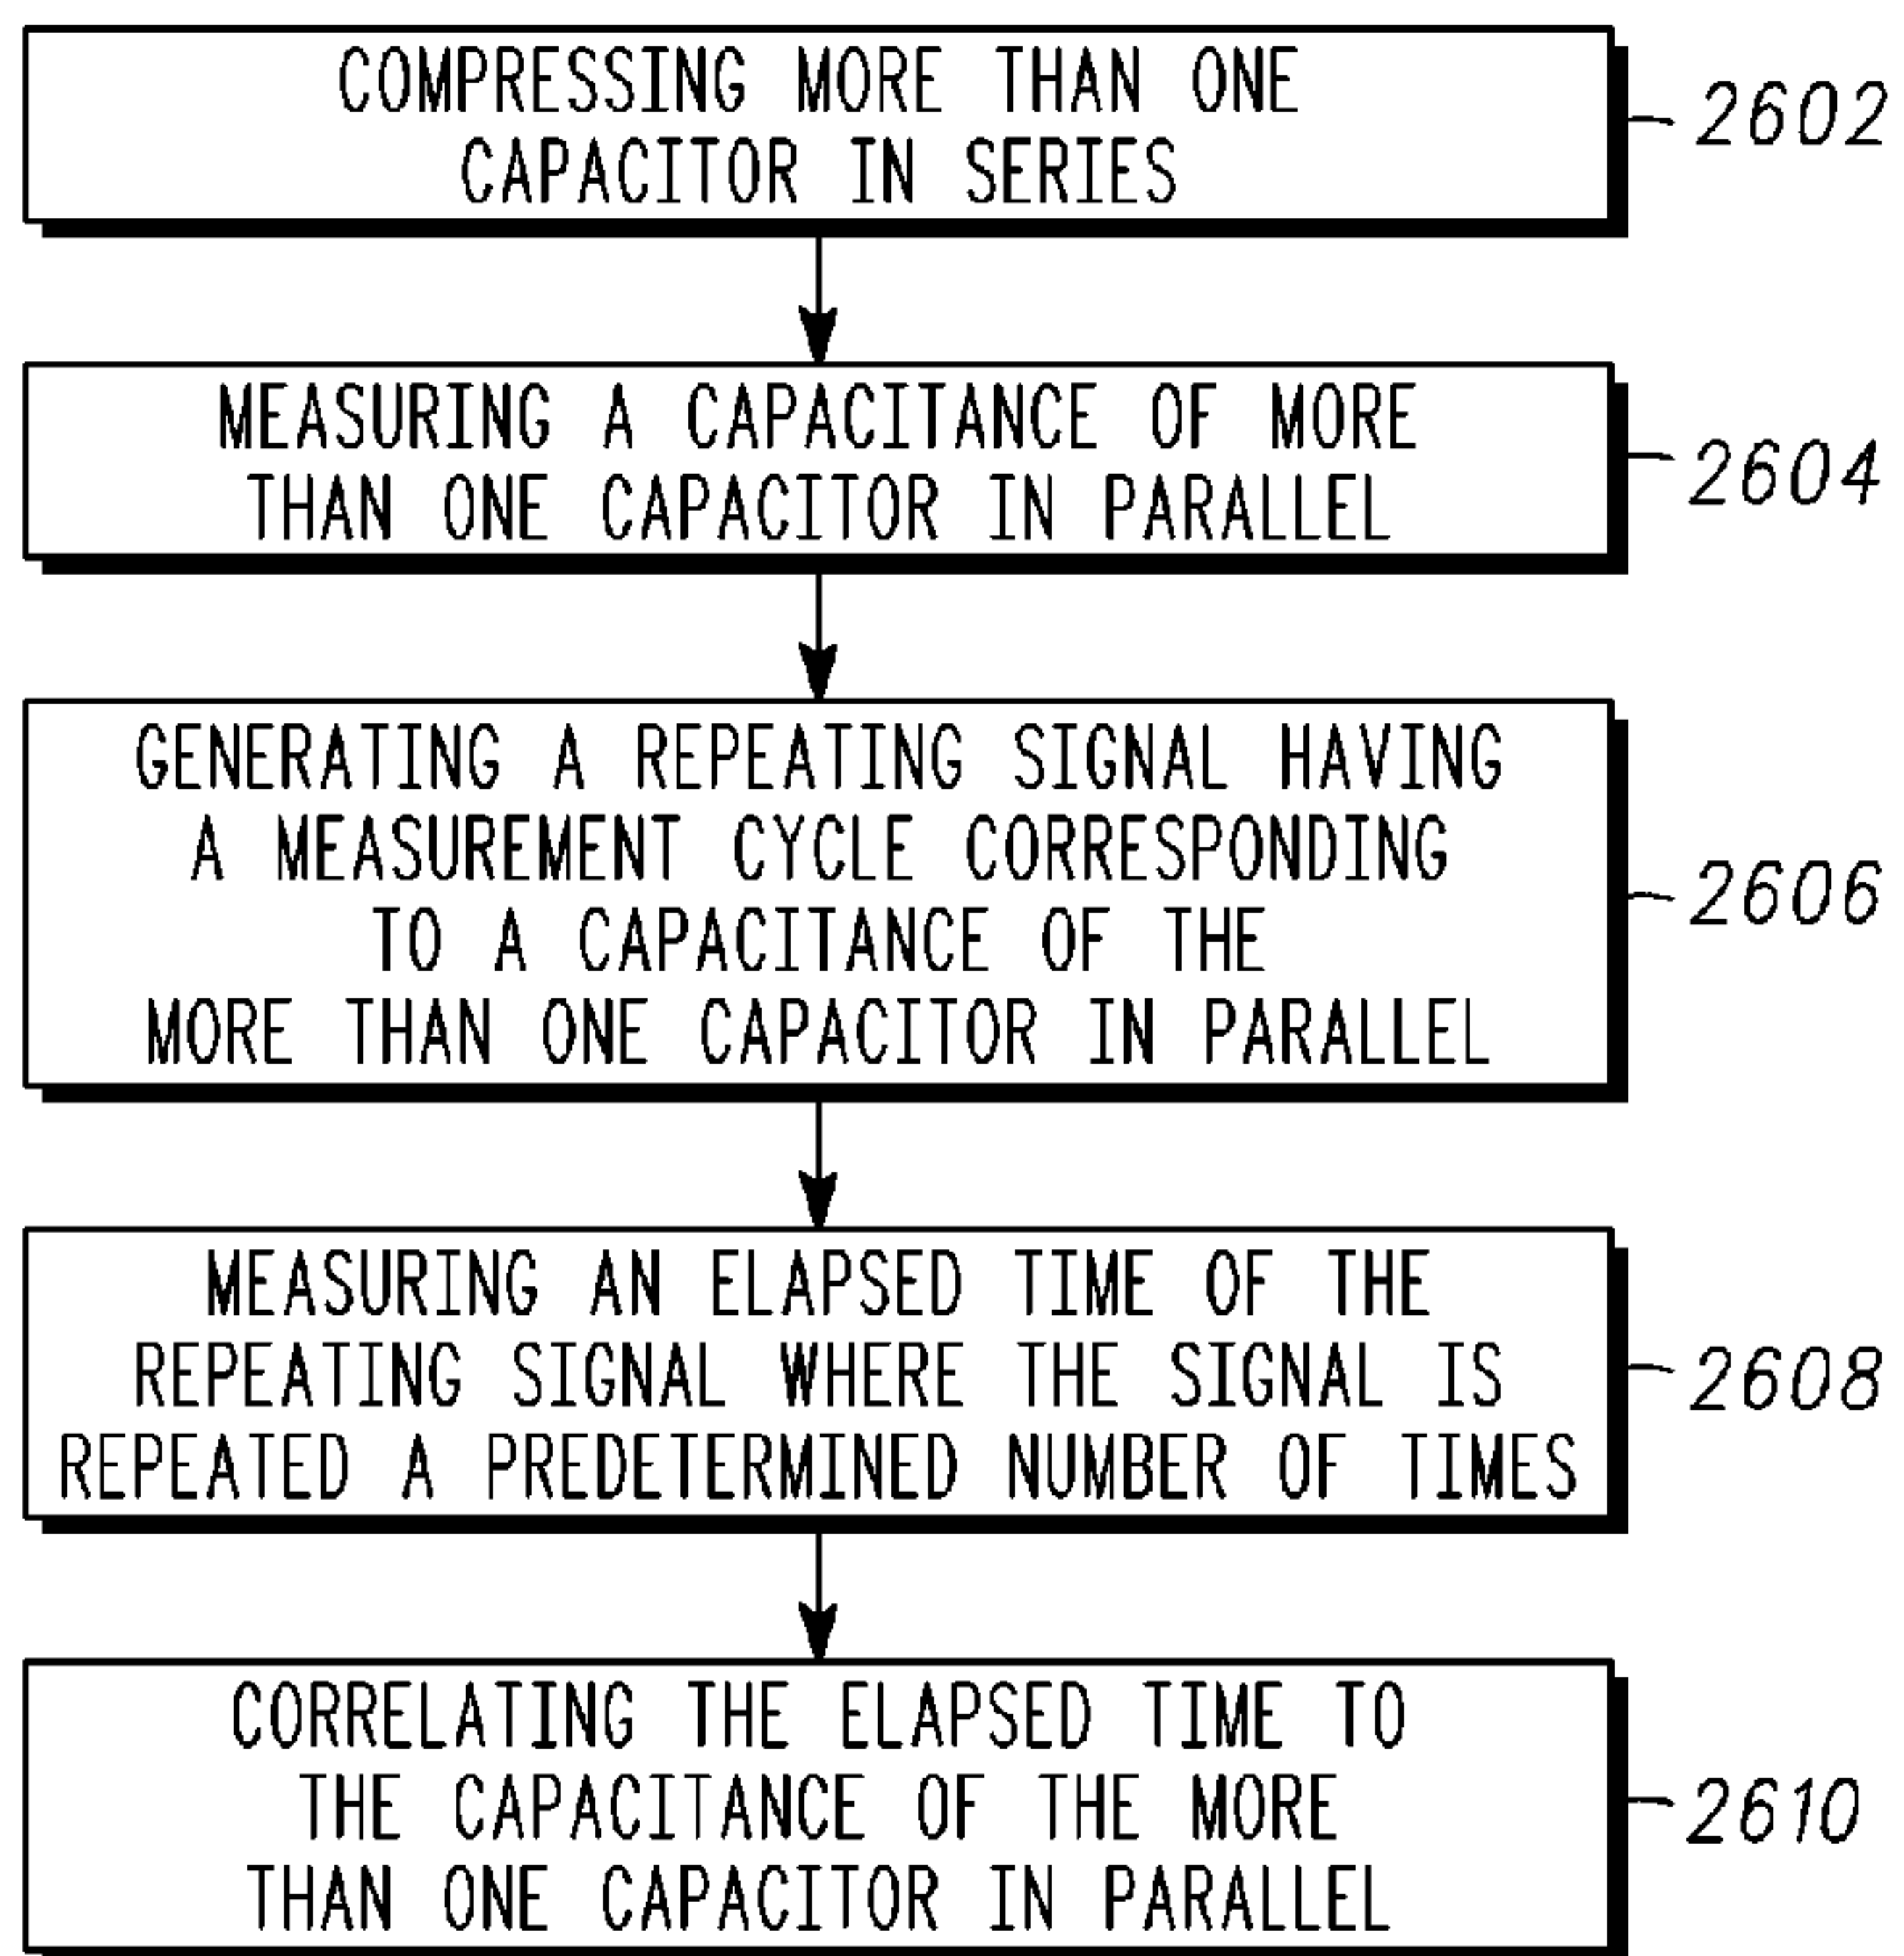 COMPRESSING MORE THAN ONE
CAPACITOR IN SERIES
2602
MEASURING A CAPACITANCE OF MORE
THAN ONE CAPACITOR IN PARALLEL
2604
GENERATING A REPEATING SIGNAL HAVING
A MEASUREMENT CYCLE CORRESPONDING
TO A CAPACITANCE OF THE
MORE THAN ONE CAPACITOR IN PARALLEL
2606
MEASURING AN ELAPSED TIME OF THE
REPEATING SIGNAL WHERE THE SIGNAL IS
REPEATED A PREDETERMINED NUMBER OF TIMES
2608
CORRELATING THE ELAPSED TIME TO
THE CAPACITANCE OF THE MORE
THAN ONE CAPACITOR IN PARALLEL
2610